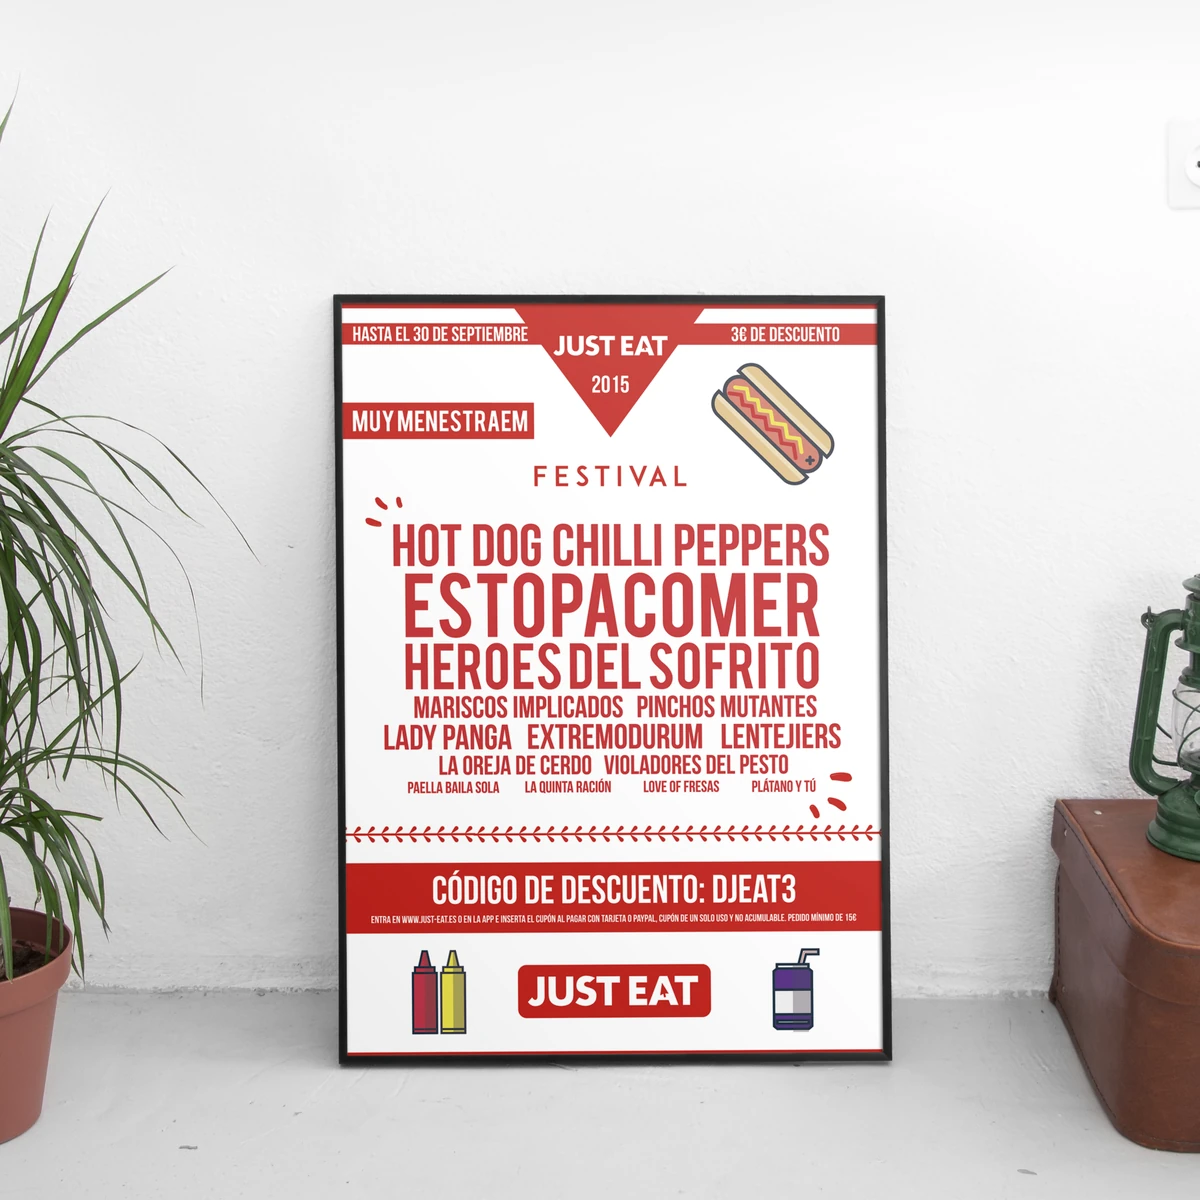 HASTA EL 30 DE SEPTIEMBRE
JUST EAT
3€ DE DESCUENTO
2015
MUY MENESTRAEM
FESTIVAL
HOT DOG CHILLI PEPPERS
ESTOPACOMER
HEROES DEL SOFRITO
MARISCOS IMPLICADOS PINCHOS MUTANTES
LADY PANGA EXTREMODURUM LENTEJIERS
LA OREJA DE CERDO VIOLADORES DEL PESTO
PAELLA BAILA SOLA LA QUINTA RACIÓN LOVE OF FRESAS PLÁTANO Y TÚ
CÓDIGO DE DESCUENTO: DJEAT3
ENTRA EN WWW.JUST-EAT.ES O EN LA APP E INSERTA EL CUPÓN AL PAGAR CON TARJETA O PAYPAL, CUPÓN DE UN SOLO USO Y NO ACUMULABLE. PEDIDO MÍNIMO DE 15€
JUST EAT